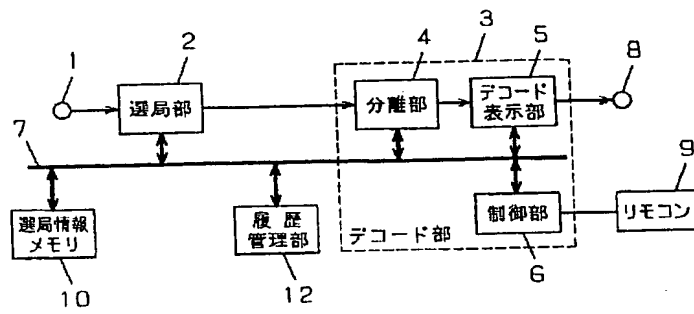 3
4
5
2
1
8
選局部
分離部
デコード
表示部
7
9
選局情報
メモリ
履歴
管理部
制御部
リモコン
デコード部
10
12
6